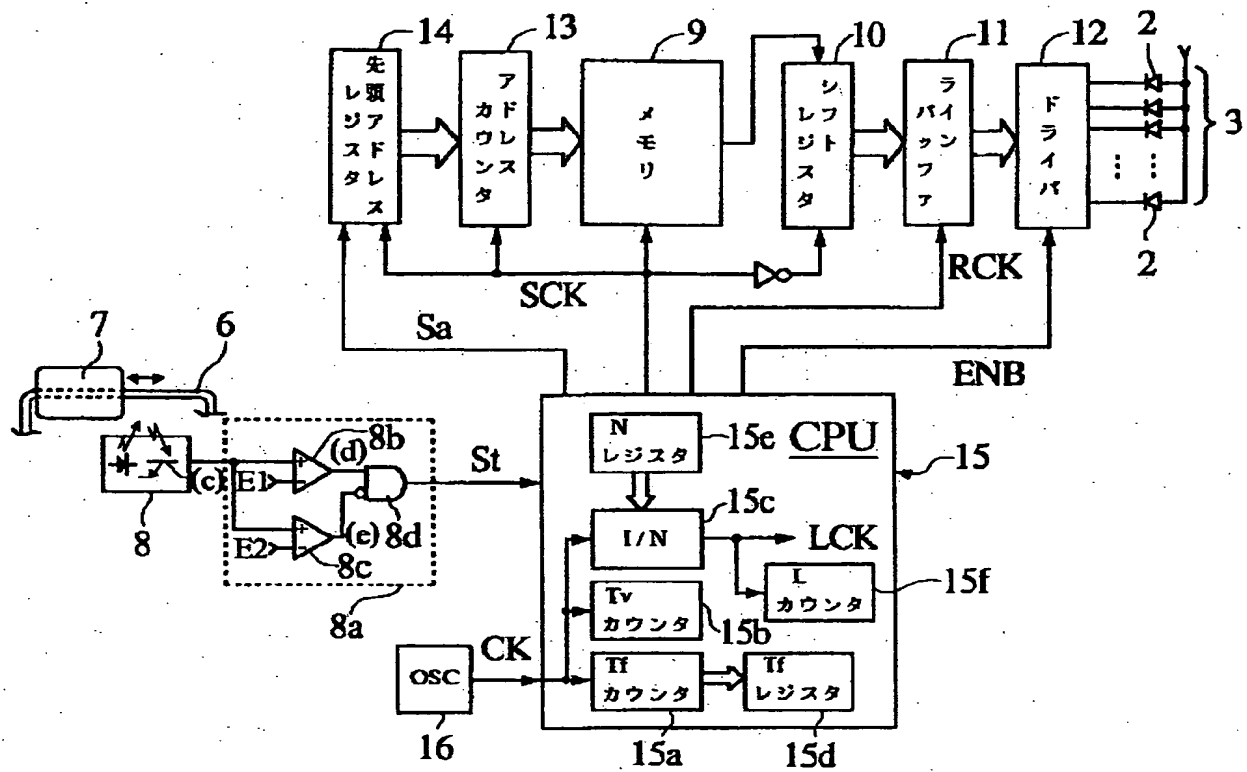 14
13
9
10
11
12
2
先頭アドレス
レジスタ
アドレス
カウンタ
メモリ
シフト
レジスタ
ライン
バッファ
ドライバ
3
2
SCK
RCK
Sa
ENB
7
6
8b
(d)
St
(c)
E1
8
8d
E2
(e)
8c
8a
CPU
N
レジスタ
15e
15
15c
1/N
LCK
L
カウンタ
15f
Tv
カウンタ
15b
CK
OSC
16
Tf
カウンタ
15a
Tf
レジスタ
15d